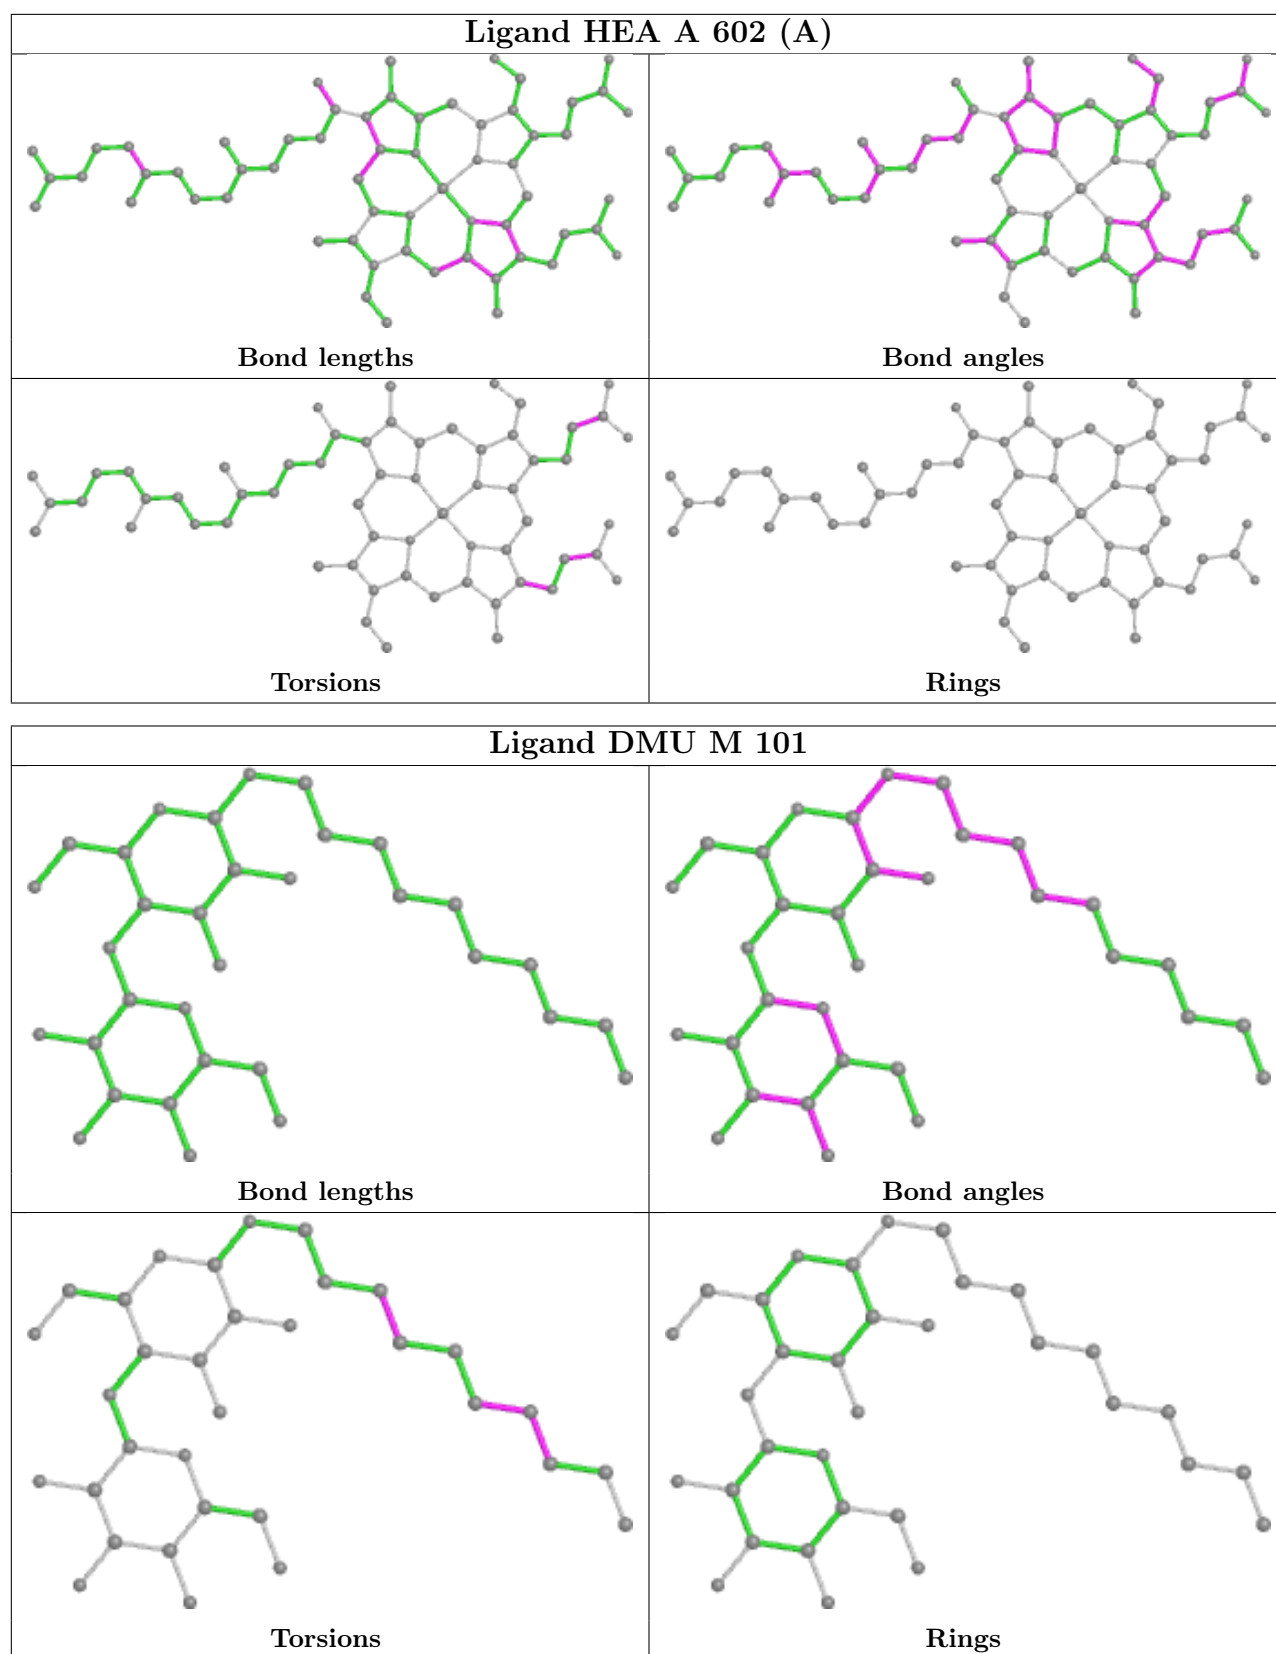 Ligand HEA A 602 (A)
Bond lengths
Bond angles
Torsions
Rings
Ligand DMU M 101
Bond lengths
Bond angles
Torsions
Rings